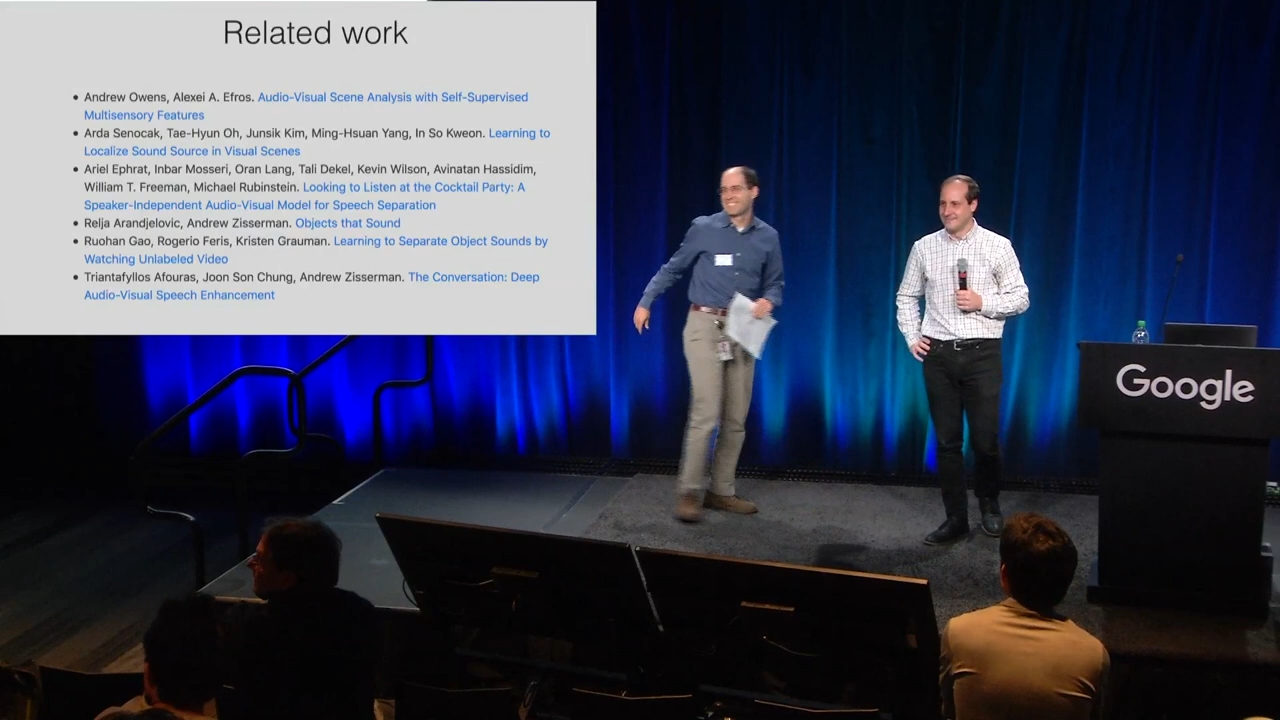 Related work
• Andrew Owens, Alexei A. Efros. Audio-Visual Scene Analysis with Self-Supervised
Multisensory Features
• Arda Senocak, Tae-Hyun Oh, Junsik Kim, Ming-Hsuan Yang, In So Kweon. Learning to
Localize Sound Source in Visual Scenes
• Ariel Ephrat, Inbar Mosseri, Oran Lang, Tali Dekel, Kevin Wilson, Avinatan Hassidim,
William T. Freeman, Michael Rubinstein. Looking to Listen at the Cocktail Party: A
Speaker-Independent Audio-Visual Model for Speech Separation
• Relja Arandjelovic, Andrew Zisserman. Objects that Sound
• Ruohan Gao, Rogerio Feris, Kristen Grauman. Learning to Separate Object Sounds by
Watching Unlabeled Video
• Triantafyllos Afouras, Joon Son Chung, Andrew Zisserman. The Conversation: Deep
Audio-Visual Speech Enhancement
Google